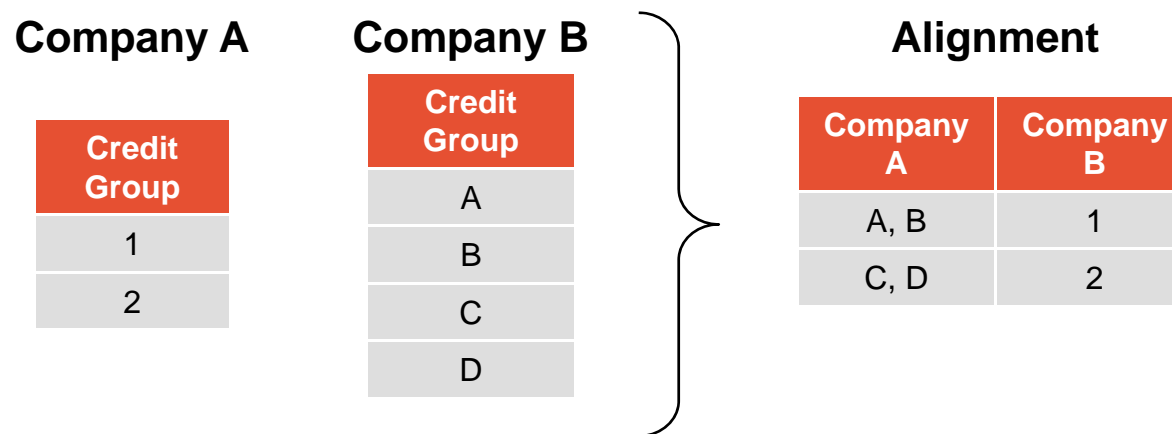 Company A
Credit
Group
1
2
Company B
Credit
Group
A
B
C
D
Alignment
Company
A
Company
B
A, B
1
C, D
2